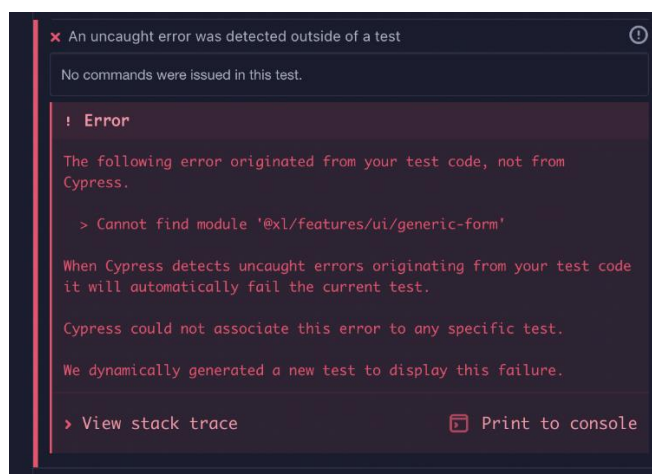 An uncaught error was detected outside of a test
No commands were issued in this test.
! Error
The following error originated from your test code, not from
Cypress.
> Cannot find module '@xl/features/ui/generic-form'
When Cypress detects uncaught errors originating from your test code
it will automatically fail the current test.
Cypress could not associate this error to any specific test.
We dynamically generated a new test to display this failure.
> View stack trace
Print to console